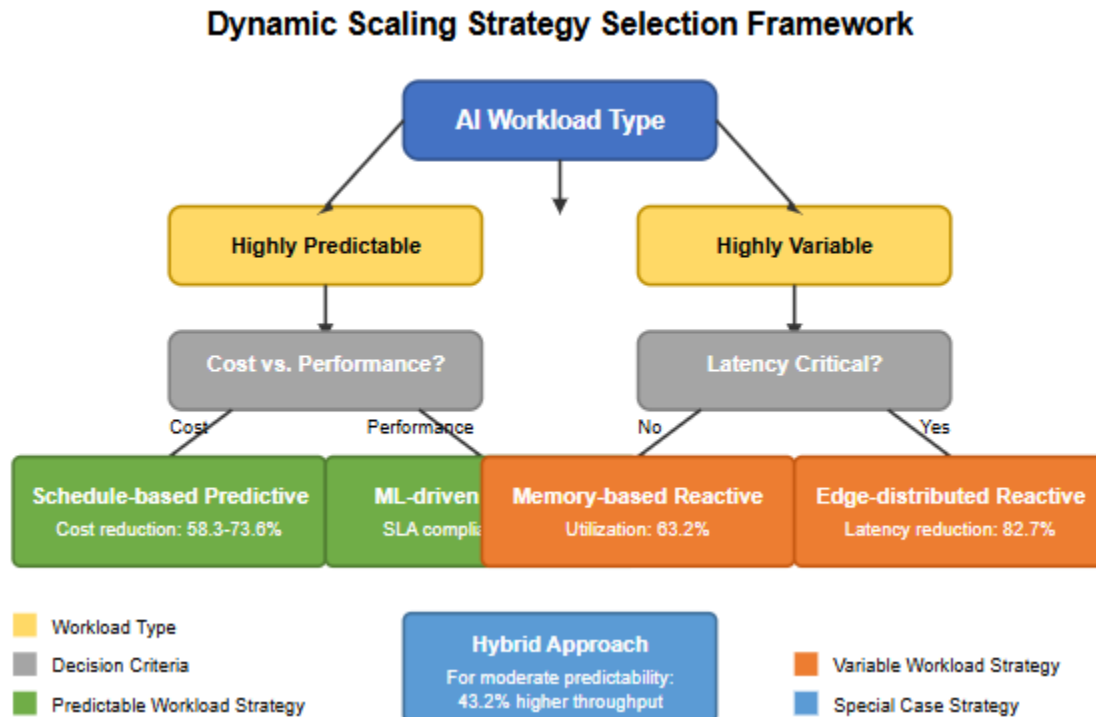 Dynamic Scaling Strategy Selection Framework
AI Workload Type
Highly Predictable
Highly Variable
Cost vs. Performance?
Latency Critical?
Cost
Performance
No
Yes
Schedule-based Predictive
Cost reduction: 58.3-73.6%
ML-driven
SLA
Memory-based Reactive
Utilization: 63.2%
Edge-distributed Reactive
Latency reduction: 82.7%
Workload Type
Decision Criteria
Predictable Workload Strategy
Hybrid Approach
For moderate predictability:
43.2% higher throughput
Variable Workload Strategy
Special Case Strategy